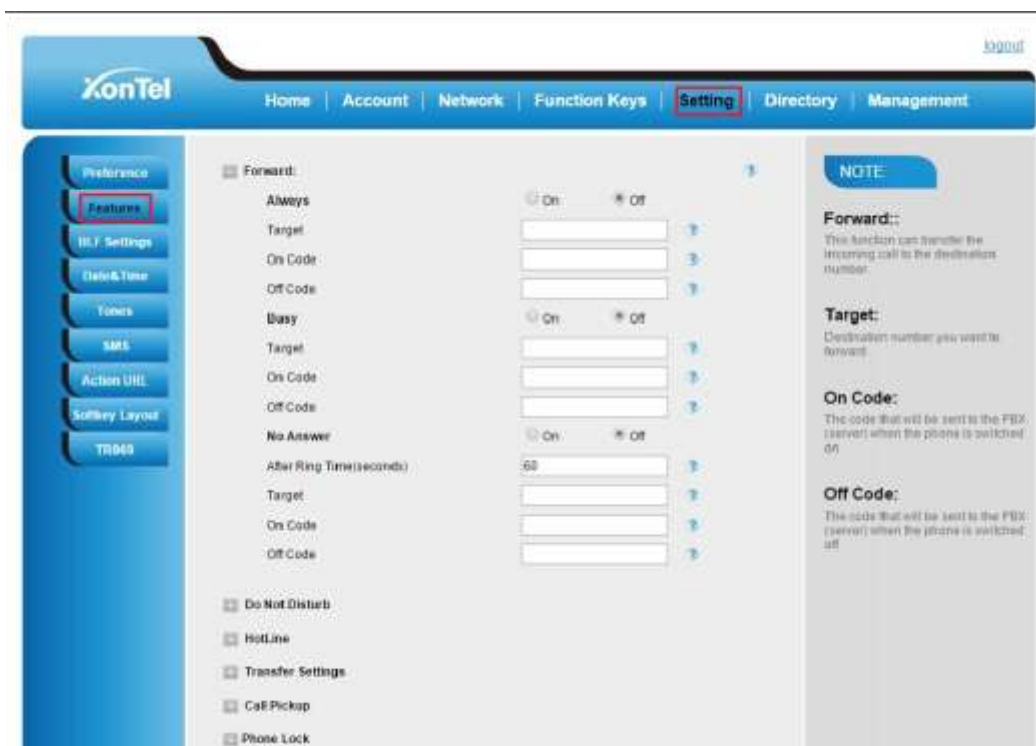 logout
XonTel
Home | Account | Network | Function Keys | Setting | Directory | Management
Preference
Features
BLF Settings
Date&Time
Tones
SMS
Action URL
Softkey Layout
TR069
Forward:
Always On Off
Target
On Code
Off Code
Busy On Off
Target
On Code
Off Code
No Answer On Off
After Ring Time(seconds) 60
Target
On Code
Off Code
Do Not Disturb
HotLine
Transfer Settings
Call Pickup
Phone Lock
NOTE
Forward::
This function can transfer the
incoming call to the destination
number.
Target:
Destination number you want to
forward.
On Code:
The code that will be sent to the PBX
(server) when the phone is switched
on
Off Code:
The code that will be sent to the PBX
(server) when the phone is switched
off